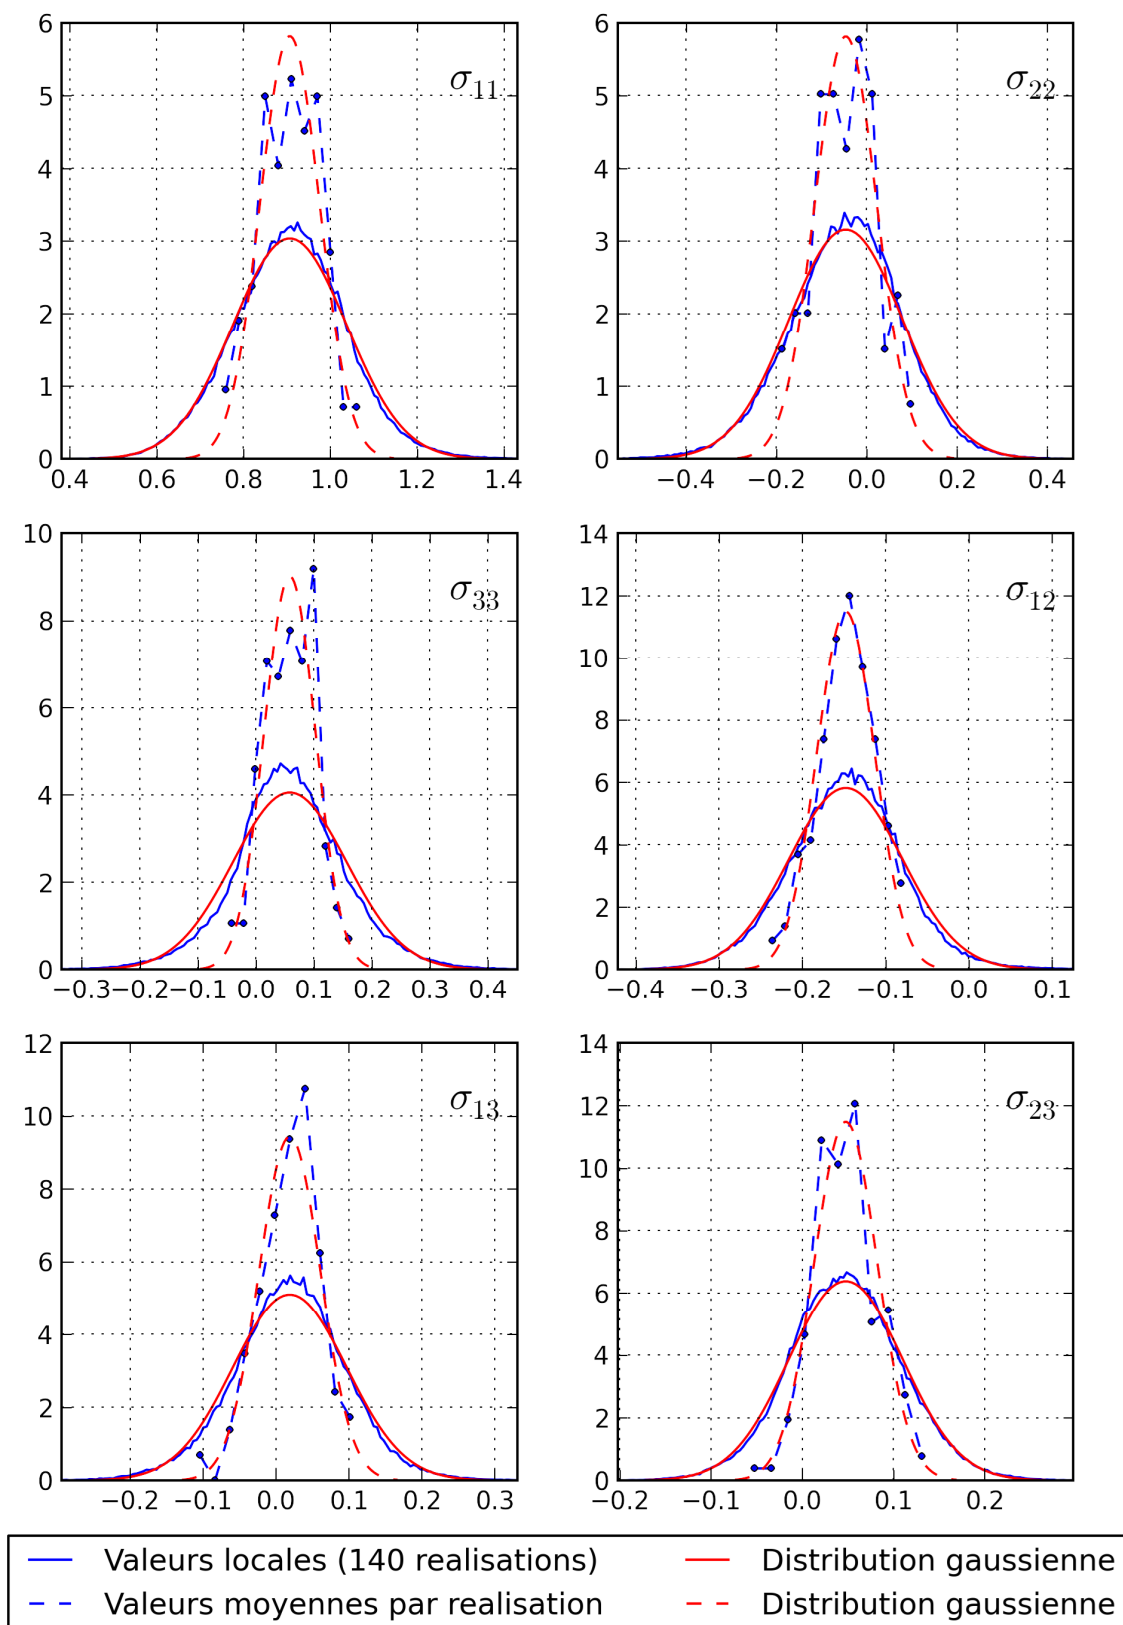 6 5 4 3 2 1 0
σ11
0.4 0.6 0.8 1.0 1.2 1.4
6 5 4 3 2 1 0
σ22
−0.4 −0.2 0.0 0.2 0.4
10 8 6 4 2 0
σ33
−0.3 −0.2 −0.1 0.0 0.1 0.2 0.3 0.4
14 12 10 8 6 4 2 0
σ12
−0.4 −0.3 −0.2 −0.1 0.0 0.1
12 10 8 6 4 2 0
σ13
−0.2 −0.1 0.0 0.1 0.2 0.3
14 12 10 8 6 4 2 0
σ23
−0.2 −0.1 0.0 0.1 0.2
Valeurs locales (140 realisations)
Distribution gaussienne
Valeurs moyennes par realisation
Distribution gaussienne